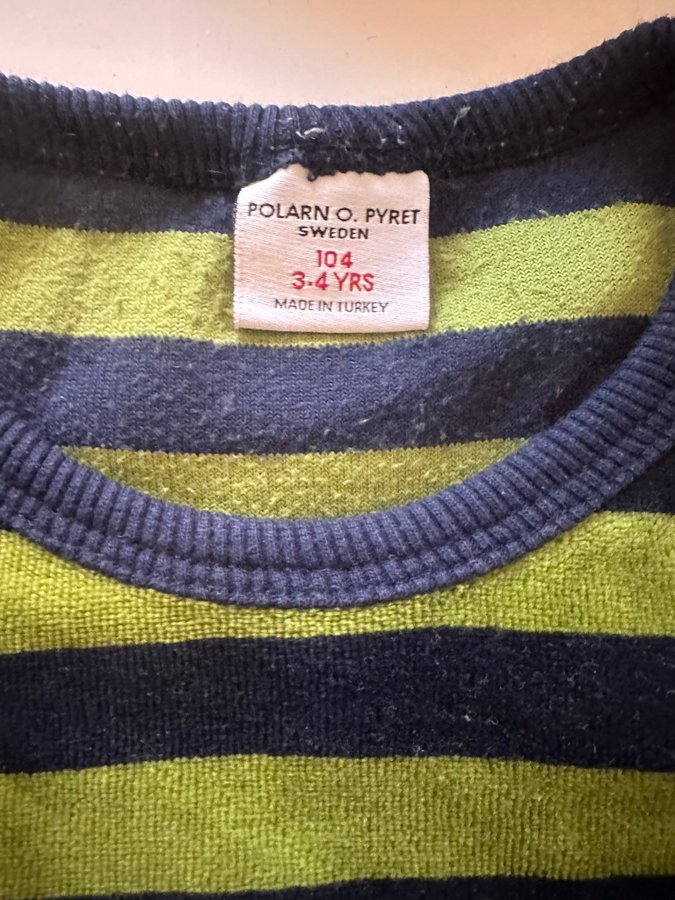 POLARN O. PYRET
SWEDEN
104
3-4 YRS
MADE IN TURKEY